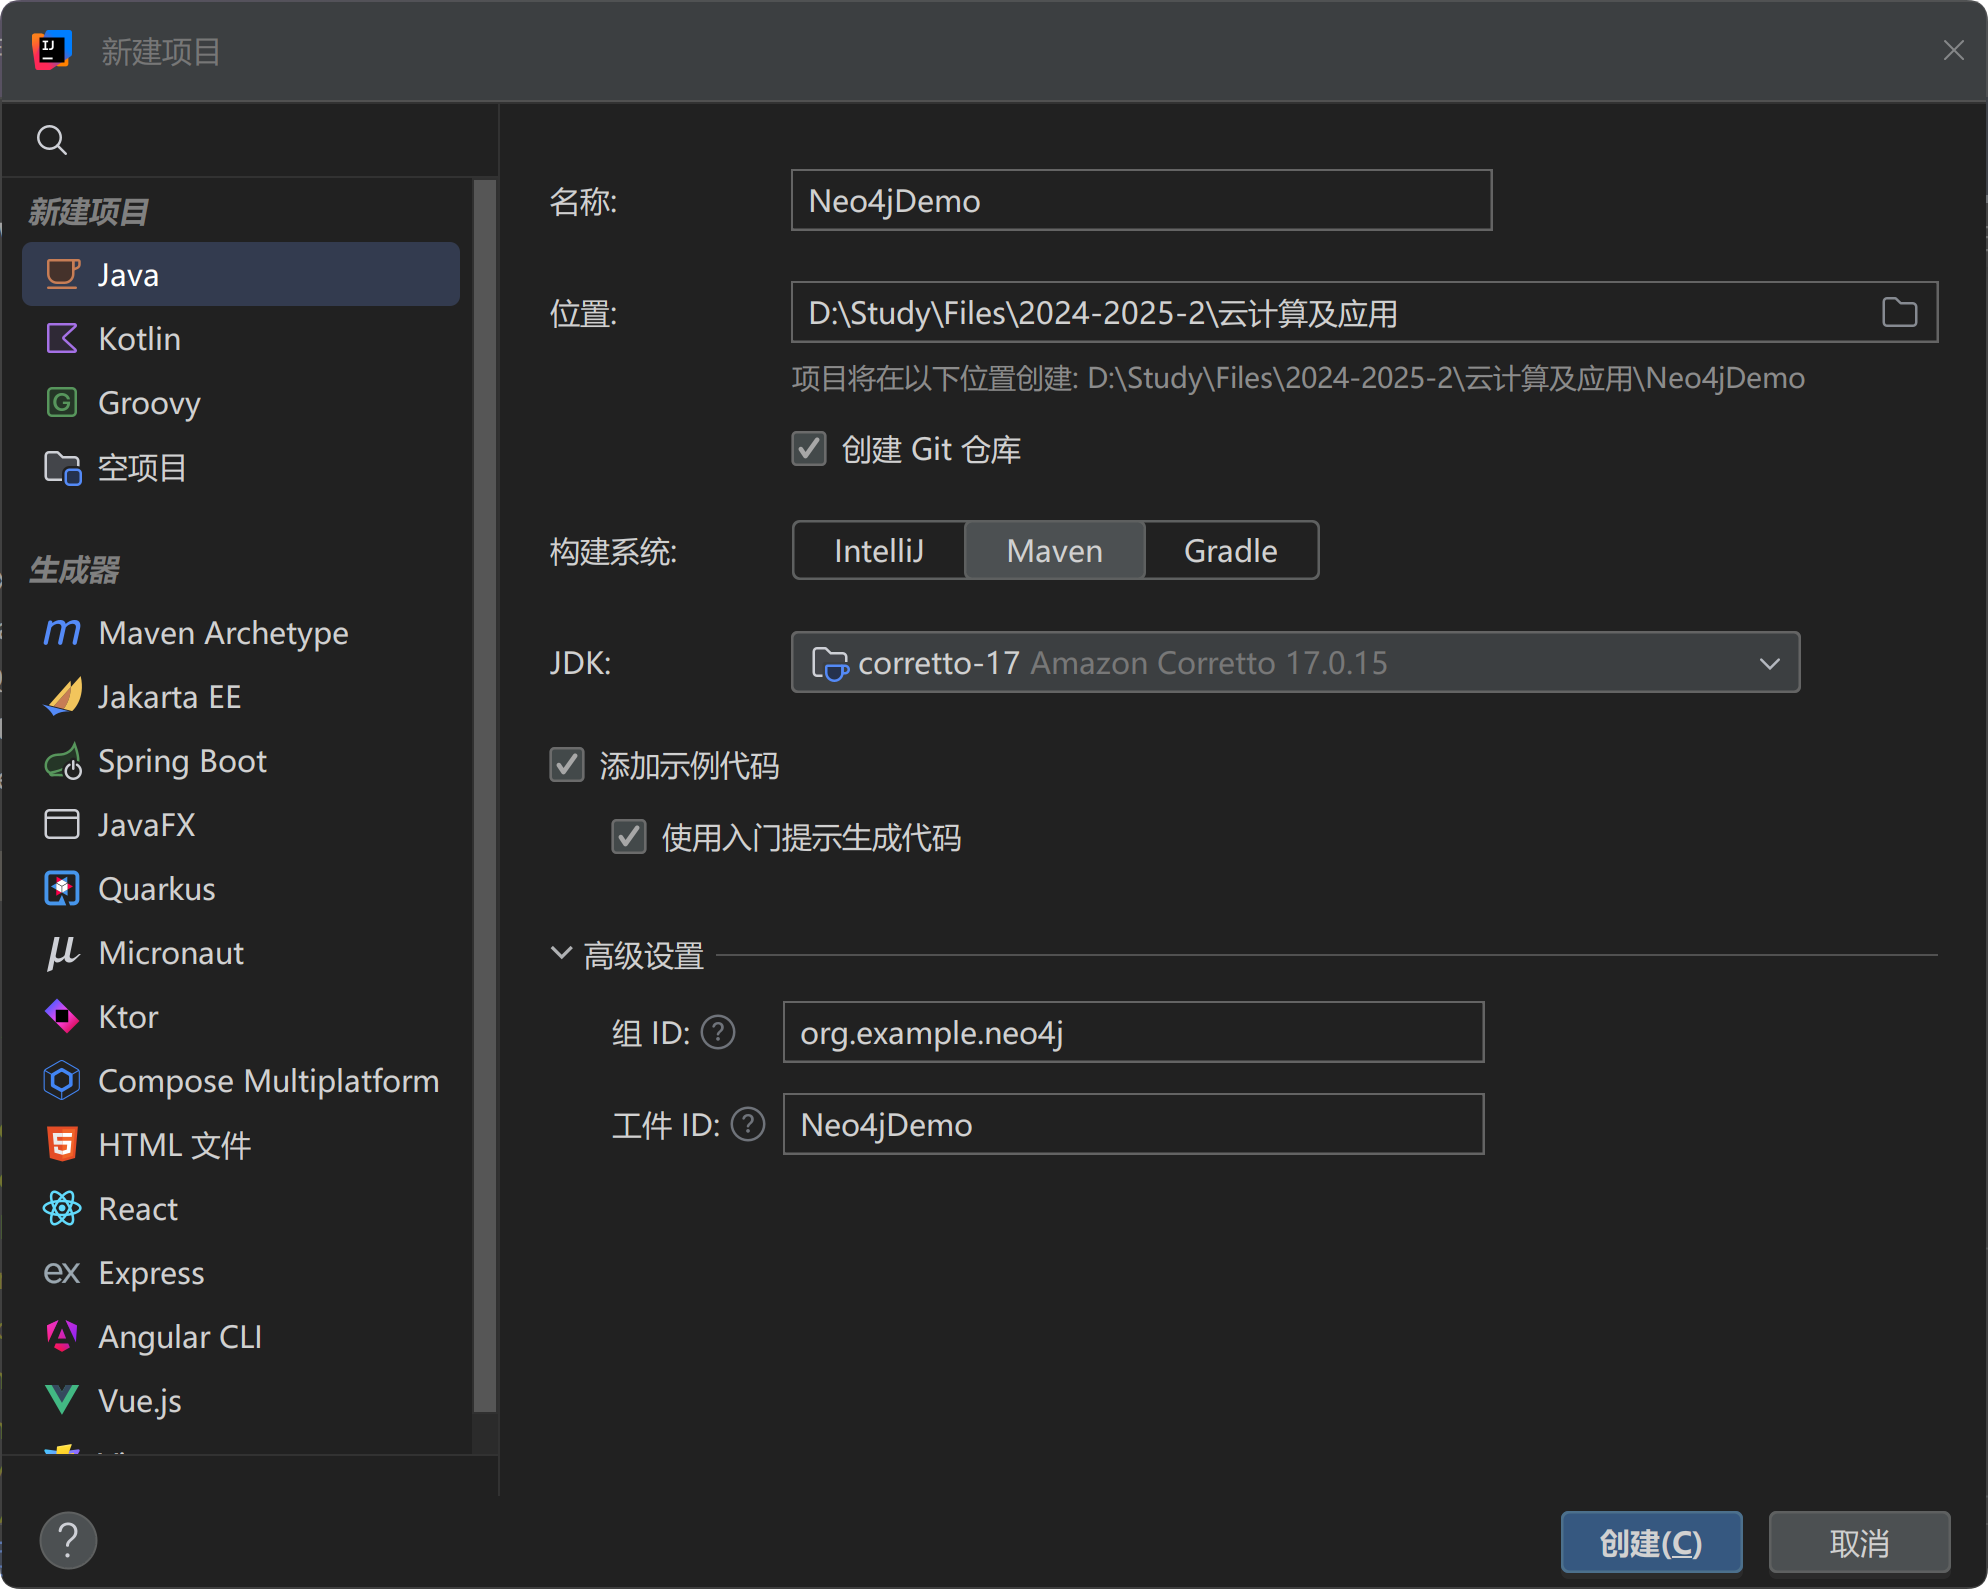 新建项目
新建项目
Java
Kotlin
Groovy
空项目
生成器
Maven Archetype
Jakarta EE
Spring Boot
JavaFX
Quarkus
Micronaut
Ktor
Compose Multiplatform
HTML 文件
React
Express
Angular CLI
Vue.js
名称: Neo4jDemo
位置: D:\Study\Files\2024-2025-2\云计算及应用
项目将在以下位置创建: D:\Study\Files\2024-2025-2\云计算及应用\Neo4jDemo
创建 Git 仓库
构建系统: IntelliJ Maven Gradle
JDK: corretto-17 Amazon Corretto 17.0.15
添加示例代码
使用入门提示生成代码
高级设置
组 ID: ? org.example.neo4j
工件 ID: ? Neo4jDemo
? 创建(C) 取消